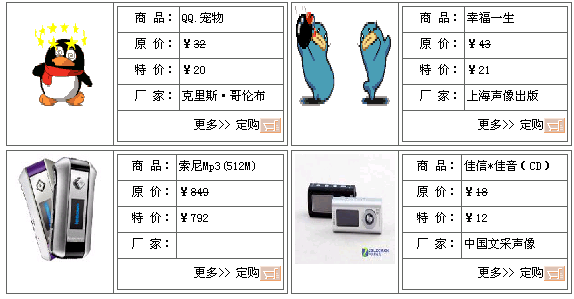 商 品： QQ.宠物
原 价： ￥32
特 价： ￥20
厂 家： 克里斯·哥伦布
更多>> 定购
商 品： 幸福一生
原 价： ￥43
特 价： ￥21
厂 家： 上海声像出版
更多>> 定购
商 品： 索尼Mp3(512M)
原 价： ￥849
特 价： ￥792
厂 家：
更多>> 定购
商 品： 佳信*佳音（CD）
原 价： ￥18
特 价： ￥12
厂 家： 中国文采声像
更多>> 定购